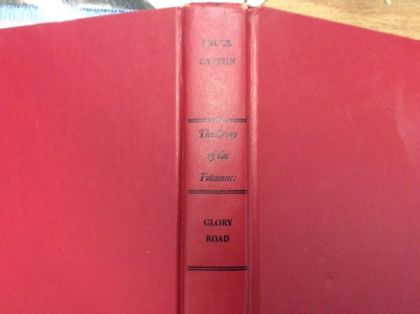 BRUCE
CATTON
The Army
of the
Potomac:
GLORY
ROAD